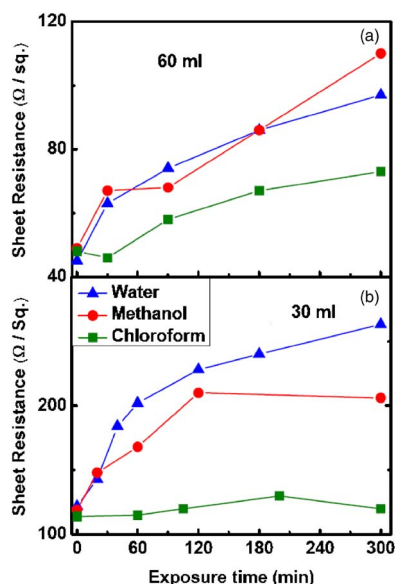 (a)
60 ml
120
80
40
Sheet Resistance (Ω / sq.)
Water
Methanol
Chloroform
(b)
30 ml
200
100
Sheet Resistance (Ω / Sq.)
0 60 120 180 240 300
Exposure time (min)